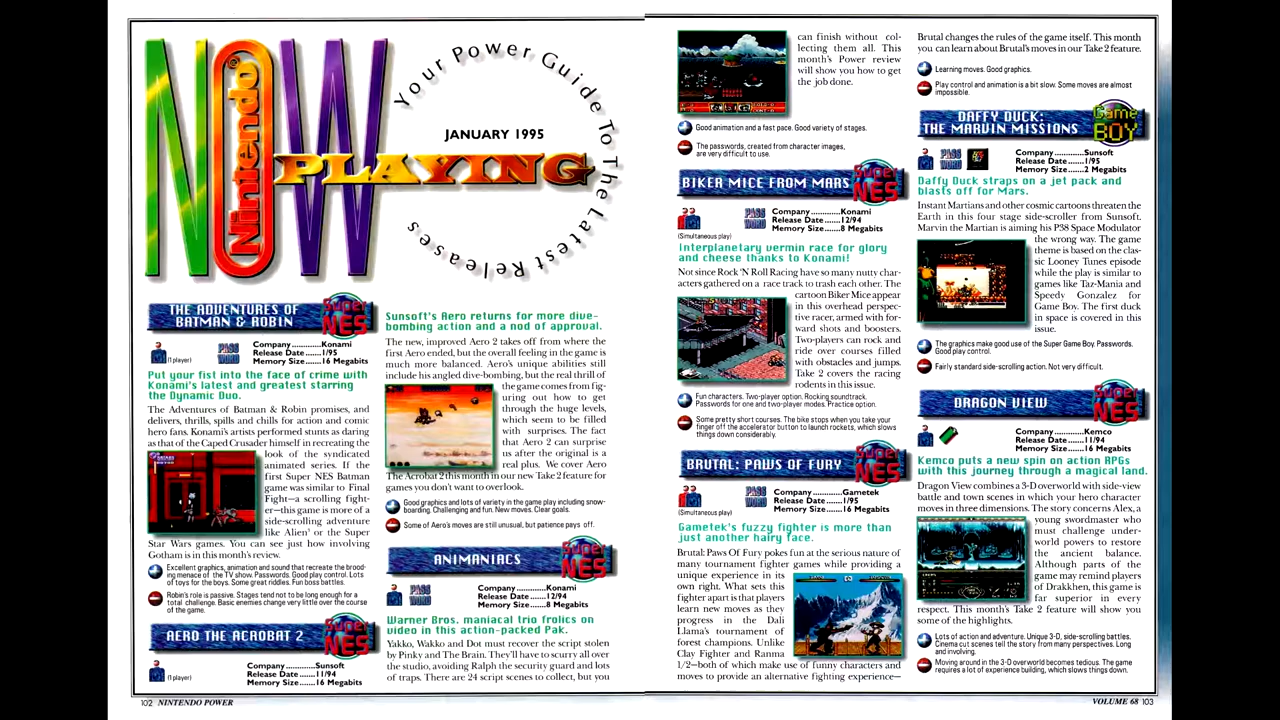 NOW
Nintendo®
PLAYING
JANUARY 1995
Your Power Guide To The Latest Releases
THE ADVENTURES OF
BATMAN & ROBIN
Super
NES
(1 player)
PASS
WORD
Company ............Konami
Release Date ......1/95
Memory Size......16 Megabits
Put your fist into the face of crime with
Konami's latest and greatest starring
the Dynamic Duo.
The Adventures of Batman & Robin promises, and
delivers, thrills, spills and chills for action and comic
hero fans. Konami's artists performed stunts as daring
as that of the Caped Crusader himself in recreating the
look of the syndicated
animated series. If the
first Super NES Batman
game was similar to Final
Fight—a scrolling fight-
er—this game is more of a
side-scrolling adventure
like Alien³ or the Super
Star Wars games. You can see just how involving
Gotham is in this month's review.
Excellent graphics, animation and sound that recreate the brood-
ing menace of the TV show. Passwords. Good play control. Lots
of toys for the boys. Some great riddles. Fun boss battles.
Robin's role is passive. Stages tend not to be long enough for a
total challenge. Basic enemies change very little over the course
of the game.
AERO THE ACROBAT 2
Super
NES
(1 player)
Company ............Sunsoft
Release Date ......11/94
Memory Size......16 Megabits
Sunsoft's Aero returns for more dive-
bombing action and a nod of approval.
The new, improved Aero 2 takes off from where the
first Aero ended, but the overall feeling in the game is
much more balanced. Aero's unique abilities still
include his angled dive-bombing, but the real thrill of
the game comes from fig-
uring out how to get
through the huge levels,
which seem to be filled
with surprises. The fact
that Aero 2 can surprise
us after the original is a
real plus. We cover Aero
The Acrobat 2 this month in our new Take 2 feature for
games you don't want to overlook.
Good graphics and lots of variety in the game play including snow-
boarding. Challenging and fun. New moves. Clear goals.
Some of Aero's moves are still unusual, but patience pays off.
ANIMANIACS
Super
NES
PASS
WORD
Company ............Konami
Release Date ......12/94
Memory Size......8 Megabits
Warner Bros. maniacal trio frolics on
video in this action-packed Pak.
Yakko, Wakko and Dot must recover the script stolen
by Pinky and The Brain. They'll have to scurry all over
the studio, avoiding Ralph the security guard and lots
of traps. There are 24 script scenes to collect, but you
102 NINTENDO POWER
can finish without col-
lecting them all. This
month's Power review
will show you how to get
the job done.
Good animation and a fast pace. Good variety of stages.
The passwords, created from character images,
are very difficult to use.
BIKER MICE FROM MARS
Super
NES
(Simultaneous play)
PASS
WORD
Company ............Konami
Release Date ......12/94
Memory Size......8 Megabits
Interplanetary vermin race for glory
and cheese thanks to Konami!
Not since Rock 'N Roll Racing have so many nutty char-
acters gathered on a race track to trash each other. The
cartoon Biker Mice appear
in this overhead perspec-
tive racer, armed with for-
ward shots and boosters.
Two-players can rock and
ride over courses filled
with obstacles and jumps.
Take 2 covers the racing
rodents in this issue.
Fun characters. Two-player option. Rocking soundtrack.
Passwords for one and two-player modes. Practice option.
Some pretty short courses. The bike stops when you take your
finger off the accelerator button to launch rockets, which slows
things down considerably.
BRUTAL: PAWS OF FURY
Super
NES
(Simultaneous play)
PASS
WORD
Company ............Gametek
Release Date ......1/95
Memory Size......16 Megabits
Gametek's fuzzy fighter is more than
just another hairy face.
Brutal: Paws Of Fury pokes fun at the serious nature of
many tournament fighter games while providing a
unique experience in its
own right. What sets this
fighter apart is that players
learn new moves as they
progress in the Dali
Llama's tournament of
forest champions. Unlike
Clay Fighter and Ranma
1/2—both of which make use of funny characters and
moves to provide an alternative fighting experience—
Brutal changes the rules of the game itself. This month
you can learn about Brutal's moves in our Take 2 feature.
Learning moves. Good graphics.
Play control and animation is a bit slow. Some moves are almost
impossible.
DAFFY DUCK:
THE MARVIN MISSIONS
Game
BOY
PASS
WORD
Company ............Sunsoft
Release Date ......1/95
Memory Size......2 Megabits
Daffy Duck straps on a jet pack and
blasts off for Mars.
Instant Martians and other cosmic cartoons threaten the
Earth in this four stage side-scroller from Sunsoft.
Marvin the Martian is aiming his P38 Space Modulator
the wrong way. The game
theme is based on the clas-
sic Looney Tunes episode
while the play is similar to
games like Taz-Mania and
Speedy Gonzalez for
Game Boy. The first duck
in space is covered in this
issue.
The graphics make good use of the Super Game Boy. Passwords.
Good play control.
Fairly standard side-scrolling action. Not very difficult.
DRAGON VIEW
Super
NES
Company ............Kemco
Release Date ......11/94
Memory Size......16 Megabits
Kemco puts a new spin on action RPGs
with this journey through a magical land.
Dragon View combines a 3-D overworld with side-view
battle and town scenes in which your hero character
moves in three dimensions. The story concerns Alex, a
young swordmaster who
must challenge under-
world powers to restore
the ancient balance.
Although parts of the
game may remind players
of Drakkhen, this game is
far superior in every
respect. This month's Take 2 feature will show you
some of the highlights.
Lots of action and adventure. Unique 3-D, side-scrolling battles.
Cinema cut scenes tell the story from many perspectives. Long
and involving.
Moving around in the 3-D overworld becomes tedious. The game
requires a lot of experience building, which slows things down.
VOLUME 68 103